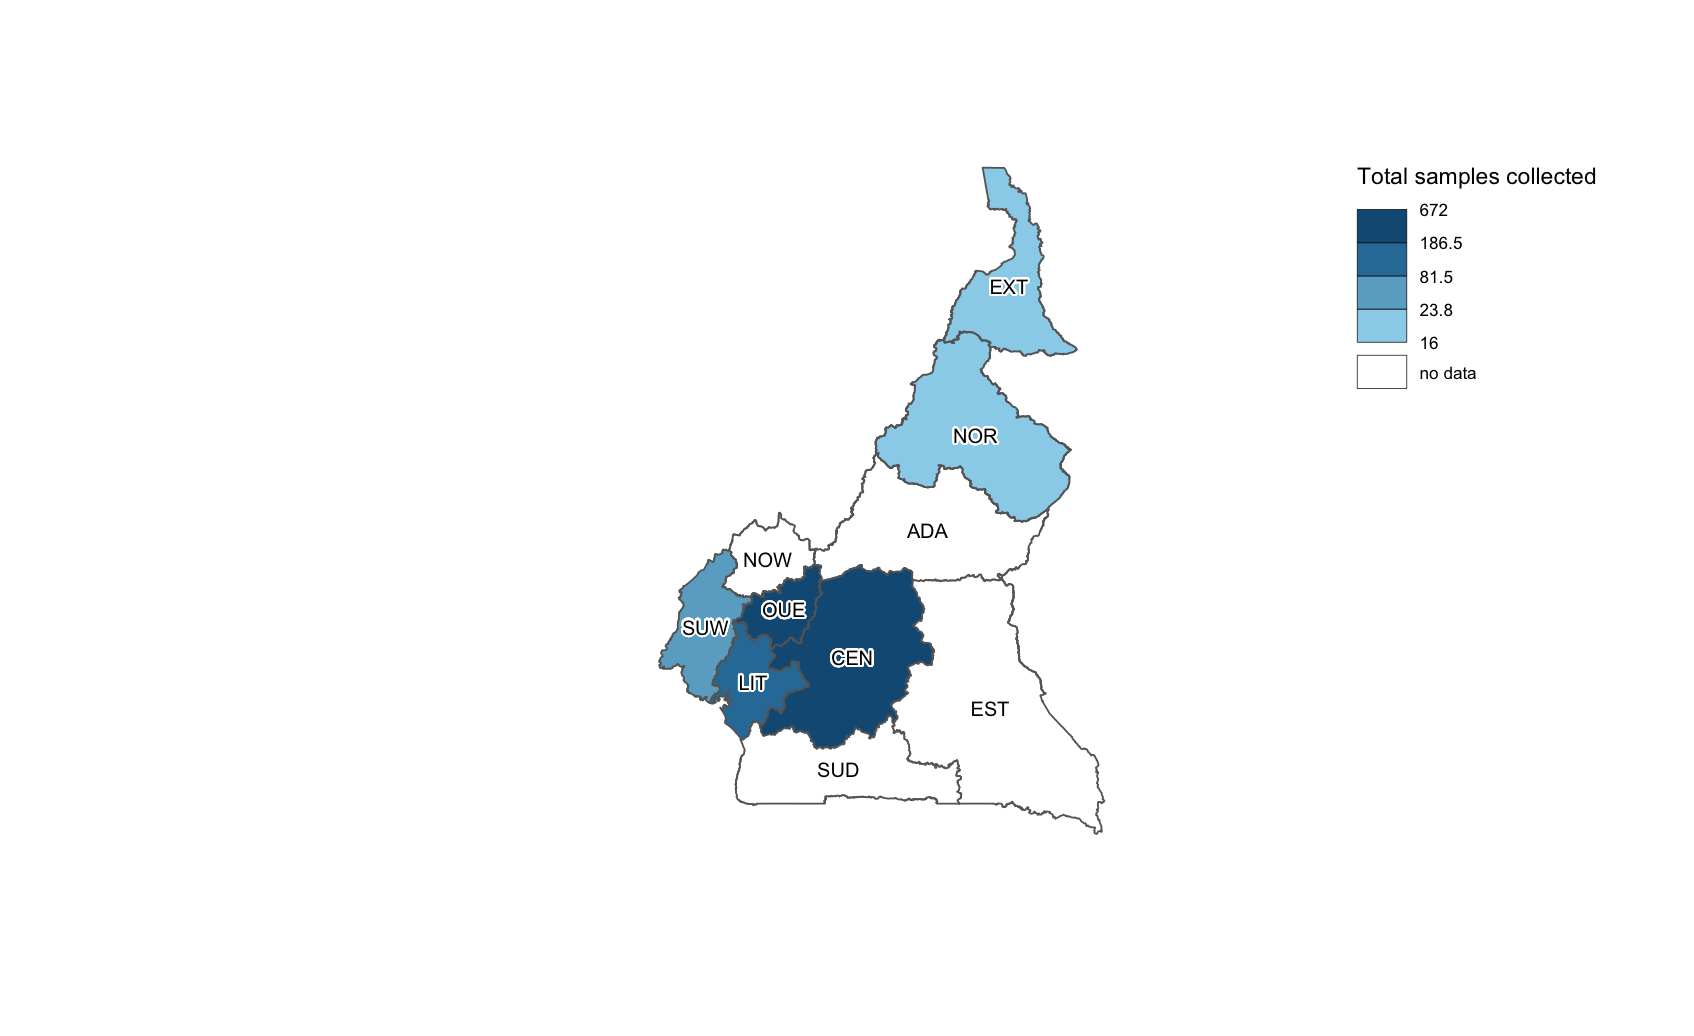 Total samples collected
672
186.5
81.5
23.8
16
no data
EXT
NOR
ADA
NOW
OUE
SUW
CEN
LIT
EST
SUD